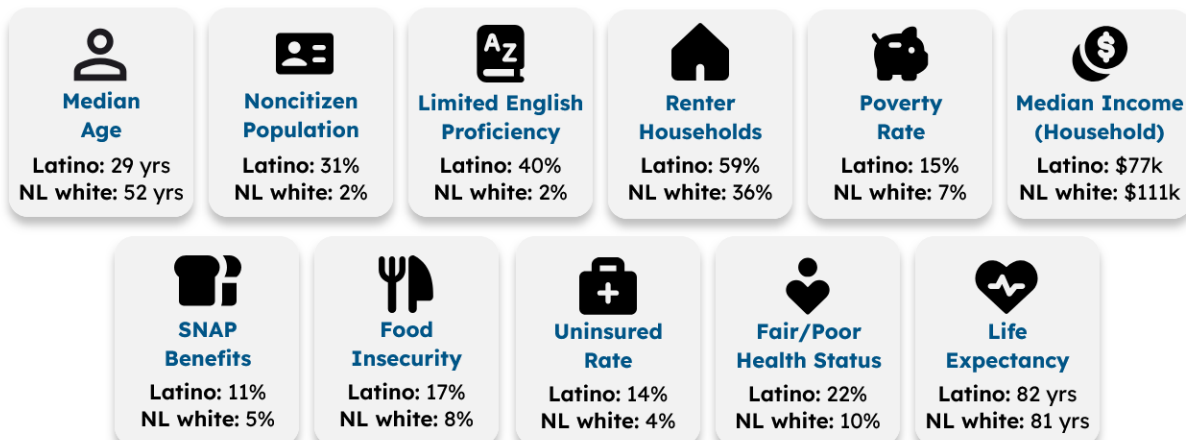 Median
Age
Latino: 29 yrs
NL white: 52 yrs
Noncitizen
Population
Latino: 31%
NL white: 2%
AZ
Limited English
Proficiency
Latino: 40%
NL white: 2%
Renter
Households
Latino: 59%
NL white: 36%
Poverty
Rate
Latino: 15%
NL white: 7%
$
Median Income
(Household)
Latino: $77k
NL white: $111k
SNAP
Benefits
Latino: 11%
NL white: 5%
Food
Insecurity
Latino: 17%
NL white: 8%
Uninsured
Rate
Latino: 14%
NL white: 4%
Fair/Poor
Health Status
Latino: 22%
NL white: 10%
Life
Expectancy
Latino: 82 yrs
NL white: 81 yrs